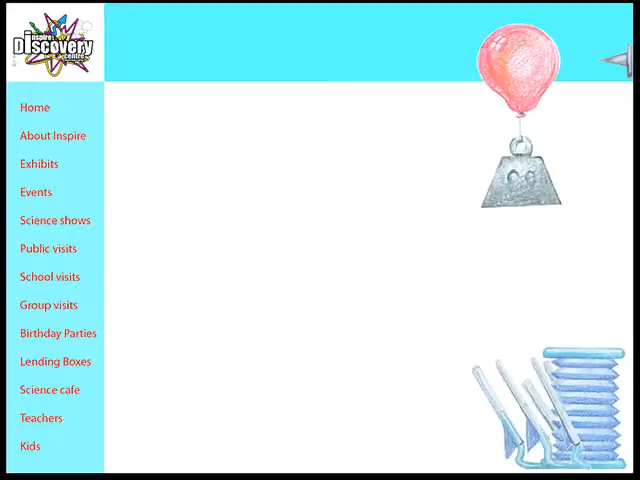 inspire
Discovery
centre
Home
About Inspire
Exhibits
Events
Science shows
Public visits
School visits
Group visits
Birthday Parties
Lending Boxes
Science cafe
Teachers
Kids